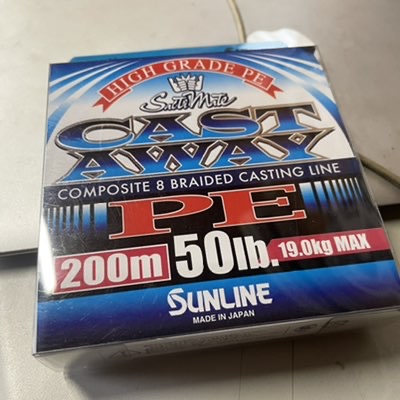 HIGH GRADE PE
SaltiMate
CAST
AWAY
COMPOSITE 8 BRAIDED CASTING LINE
PE
200m 50lb. 19.0kg MAX
SUNLINE
MADE IN JAPAN